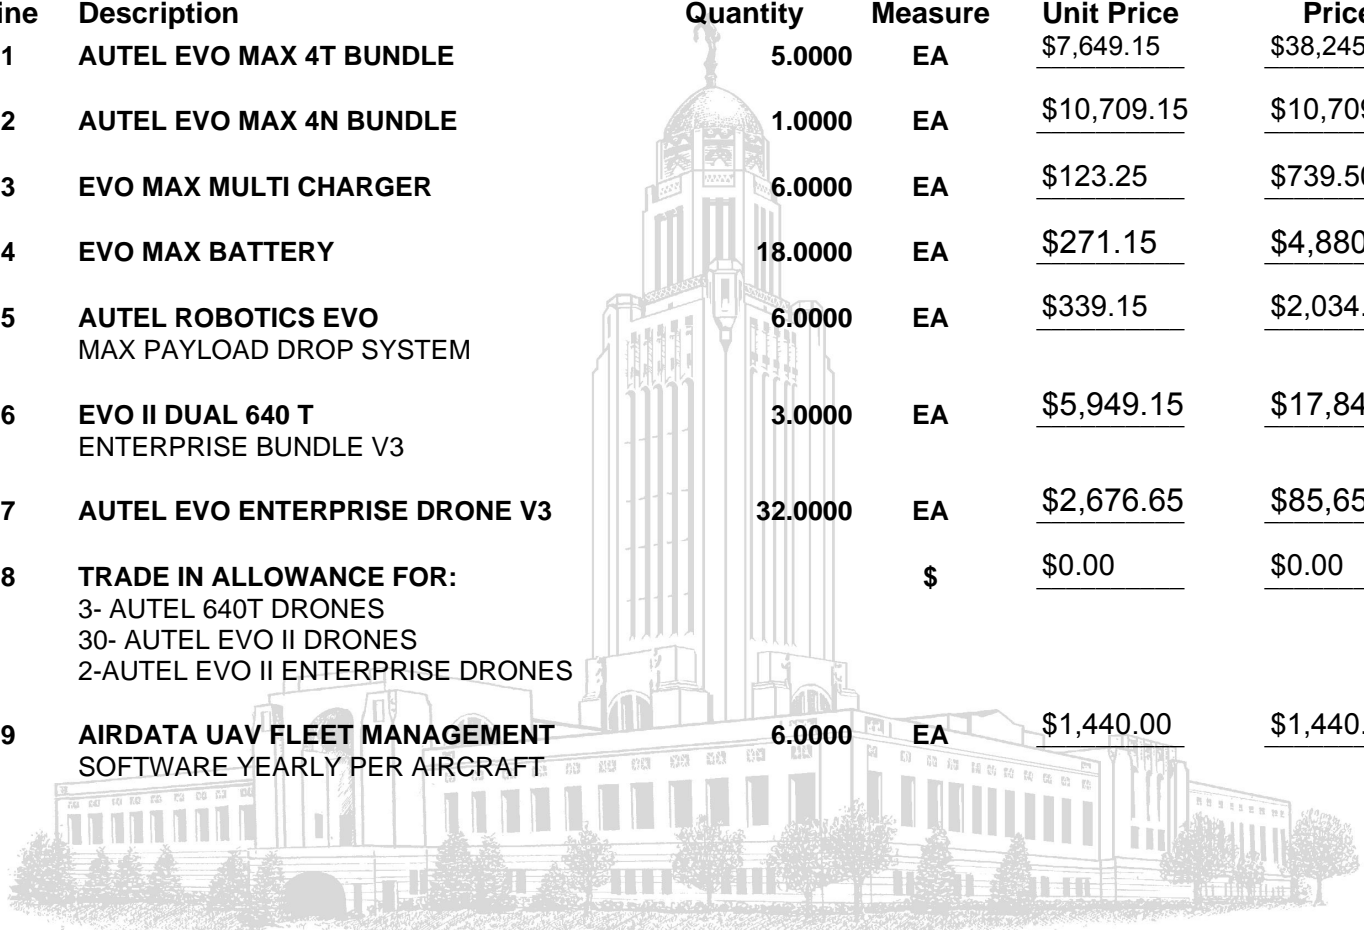 ine Description Quantity Measure Unit Price Price
1 AUTEL EVO MAX 4T BUNDLE 5.0000 EA $7,649.15 $38,245
2 AUTEL EVO MAX 4N BUNDLE 1.0000 EA $10,709.15 $10,709
3 EVO MAX MULTI CHARGER 6.0000 EA $123.25 $739.50
4 EVO MAX BATTERY 18.0000 EA $271.15 $4,880
5 AUTEL ROBOTICS EVO 6.0000 EA $339.15 $2,034.
MAX PAYLOAD DROP SYSTEM
6 EVO II DUAL 640 T 3.0000 EA $5,949.15 $17,84
ENTERPRISE BUNDLE V3
7 AUTEL EVO ENTERPRISE DRONE V3 32.0000 EA $2,676.65 $85,65
8 TRADE IN ALLOWANCE FOR: $ $0.00 $0.00
3- AUTEL 640T DRONES
30- AUTEL EVO II DRONES
2-AUTEL EVO II ENTERPRISE DRONES
9 AIRDATA UAV FLEET MANAGEMENT 6.0000 EA $1,440.00 $1,440.
SOFTWARE YEARLY PER AIRCRAFT